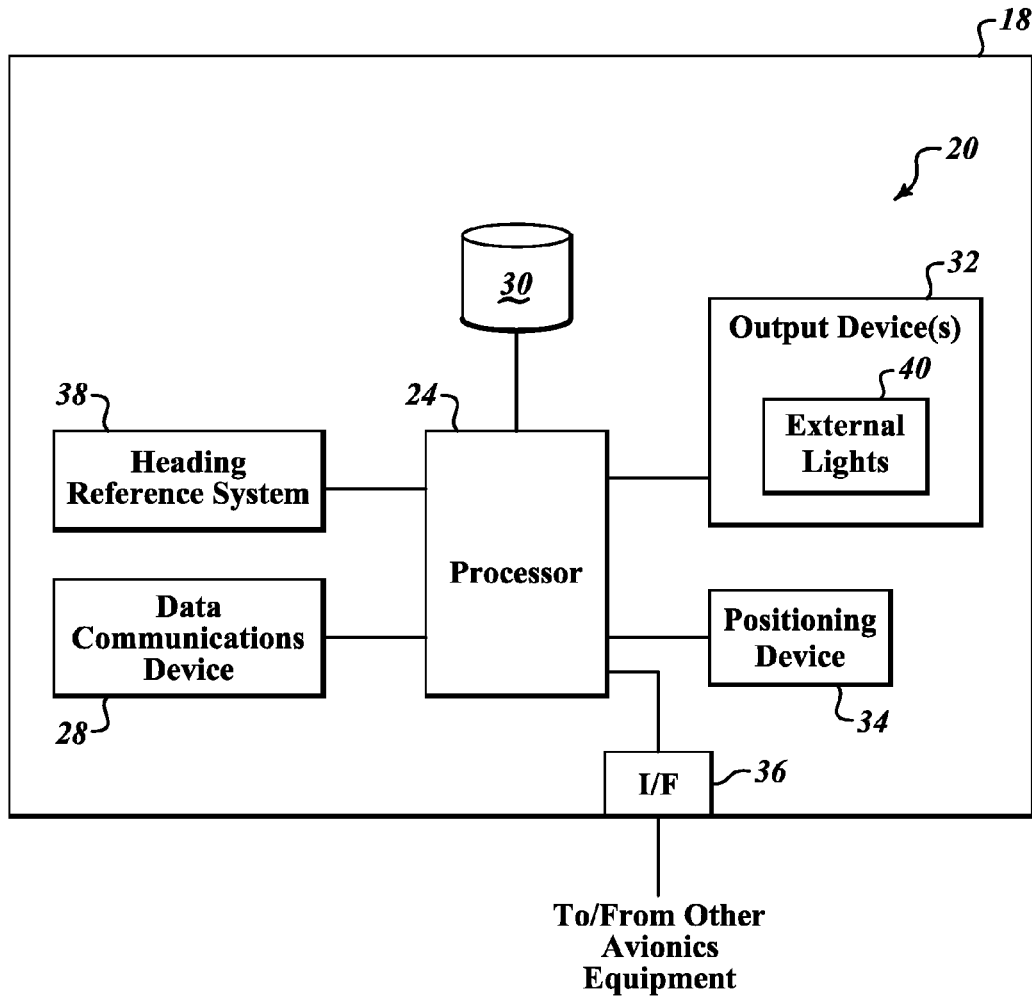 18
20
30
32
Output Device(s)
40
External
Lights
38
Heading
Reference System
24
Processor
Data
Communications
Device
28
Positioning
Device
34
I/F
36
To/From Other
Avionics
Equipment